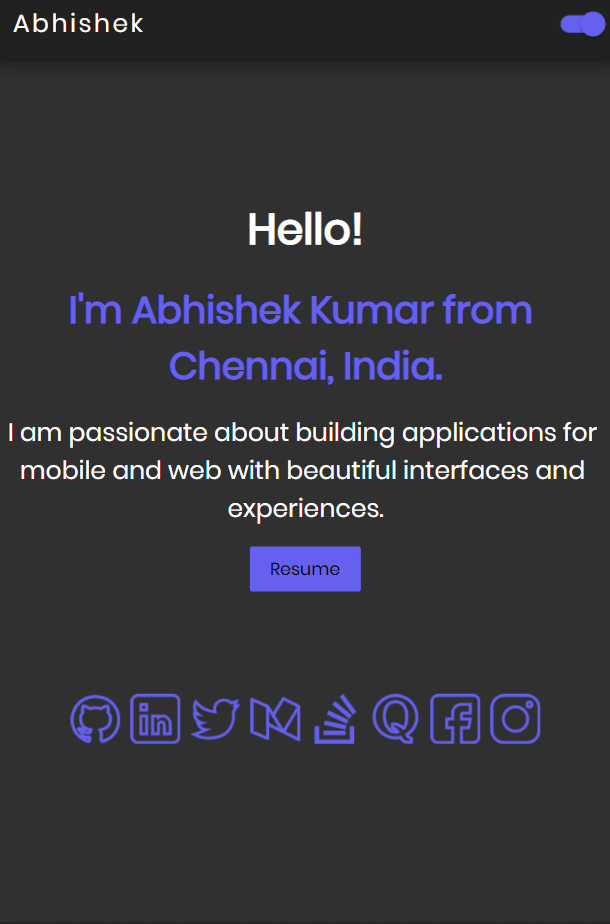 Abhishek
Hello!
I'm Abhishek Kumar from
Chennai, India.
I am passionate about building applications for
mobile and web with beautiful interfaces and
experiences.
Resume